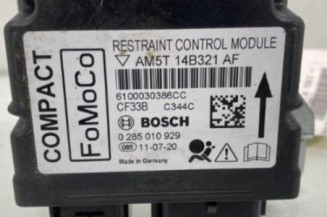 COMPACT
FoMoCo
RESTRAINT CONTROL MODULE
AM5T 14B321 AF
6100030386CC
CF33B C344C
BOSCH
0 285 010 929
085 11-07-20
Made in Germany